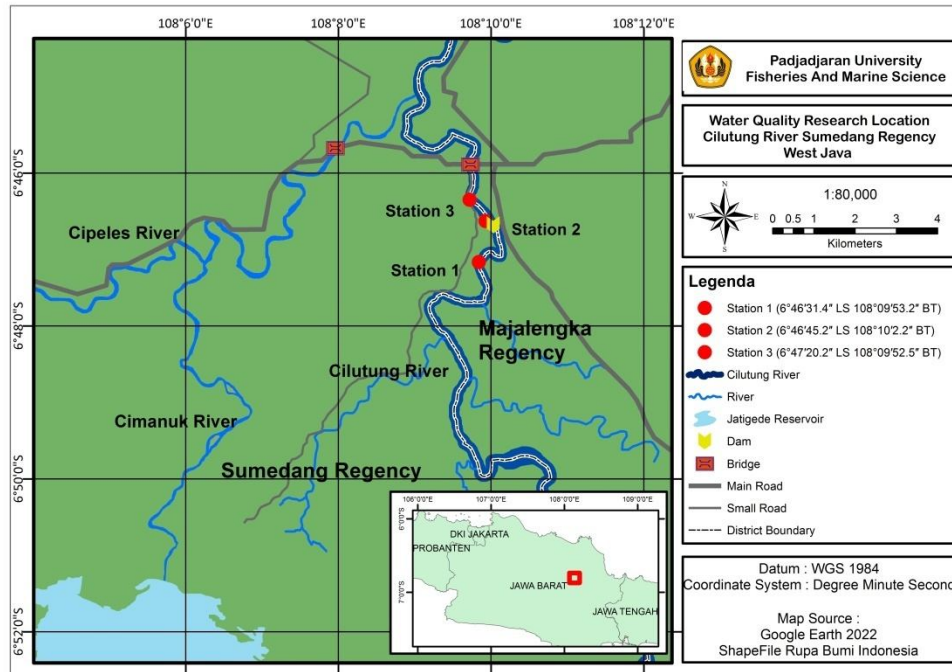 108°6'0"E
108°8'0"E
108°10'0"E
108°12'0"E
6°46'0"S
6°48'0"S
6°50'0"S
6°52'0"S
Station 3
Station 2
Station 1
Cipeles River
Majalengka
Regency
Cilutung River
Cimanuk River
Sumedang Regency
106°0'0"E
107°0'0"E
108°0'0"E
109°0'0"E
6°0'0"S
7°0'0"S
DKI JAKARTA
PROBANTEN
JAWA BARAT
JAWA TENGAH
Padjadjaran University
Fisheries And Marine Science
Water Quality Research Location
Cilutung River Sumedang Regency
West Java
N
W
E
S
1:80,000
0 0.5 1 2 3 4
Kilometers
Legenda
Station 1 (6°46'31.4" LS 108°09'53.2" BT)
Station 2 (6°46'45.2" LS 108°10'2.2" BT)
Station 3 (6°47'20.2" LS 108°09'52.5" BT)
Cilutung River
River
Jatigede Reservoir
Dam
Bridge
Main Road
Small Road
District Boundary
Datum : WGS 1984
Coordinate System : Degree Minute Second
Map Source :
Google Earth 2022
ShapeFile Rupa Bumi Indonesia